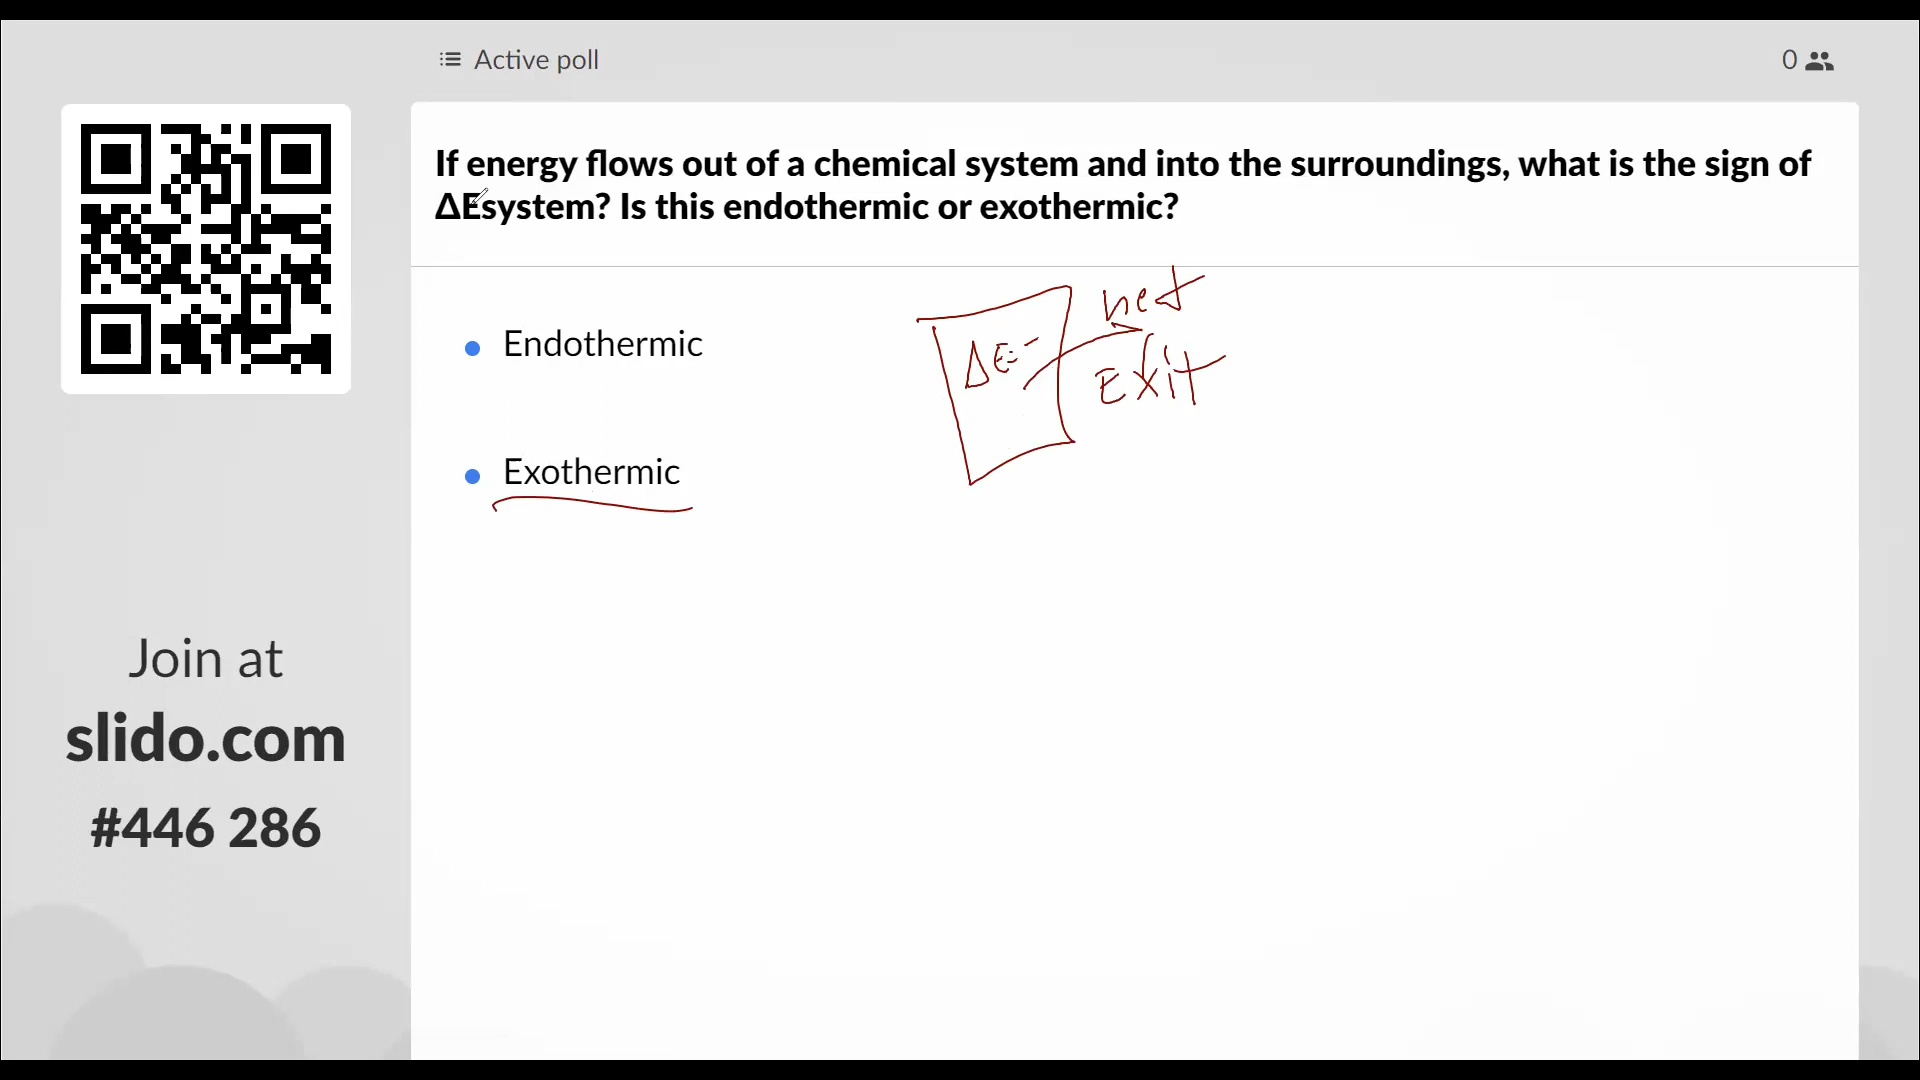 Active poll
0
If energy flows out of a chemical system and into the surroundings, what is the sign of
ΔEsystem? Is this endothermic or exothermic?
Endothermic
Exothermic
net
ΔE=-
Exit
Join at
slido.com
#446 286